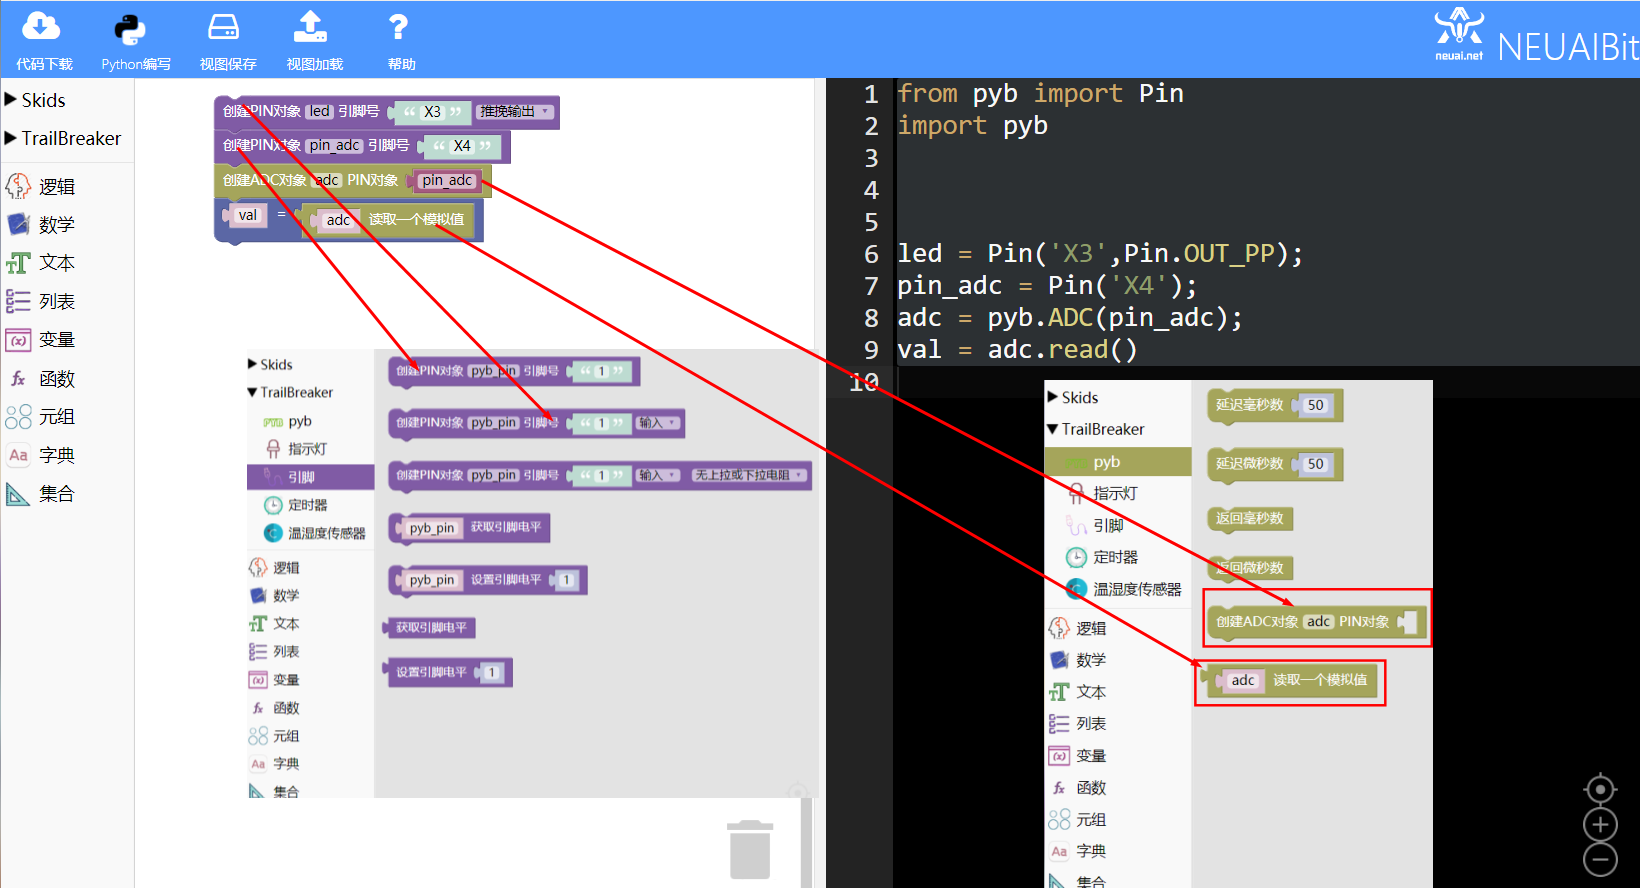 代码下载 Python编写 视图保存 视图加载 帮助
neuai.net NEUAIBit
Skids
TrailBreaker
逻辑
数学
文本
列表
变量
函数
元组
字典
集合
创建PIN对象 led 引脚号 “ X3 ” 推挽输出
创建PIN对象 pin_adc 引脚号 “ X4 ”
创建ADC对象 adc PIN对象 pin_adc
val = adc 读取一个模拟值
Skids
TrailBreaker
pyb
指示灯
引脚
定时器
温湿度传感器
逻辑
数学
文本
列表
变量
函数
元组
字典
集合
创建PIN对象 pyb_pin 引脚号 “ 1 ”
创建PIN对象 pyb_pin 引脚号 “ 1 ” 输入
创建PIN对象 pyb_pin 引脚号 “ 1 ” 输入 无上拉或下拉电阻
pyb_pin 获取引脚电平
pyb_pin 设置引脚电平 1
获取引脚电平
设置引脚电平 1
1 from pyb import Pin
2 import pyb
3
4
5
6 led = Pin('X3',Pin.OUT_PP);
7 pin_adc = Pin('X4');
8 adc = pyb.ADC(pin_adc);
9 val = adc.read()
10
Skids
TrailBreaker
pyb
指示灯
引脚
定时器
温湿度传感器
逻辑
数学
文本
列表
变量
函数
元组
字典
集合
延迟毫秒数 50
延迟微秒数 50
返回毫秒数
返回微秒数
创建ADC对象 adc PIN对象
adc 读取一个模拟值